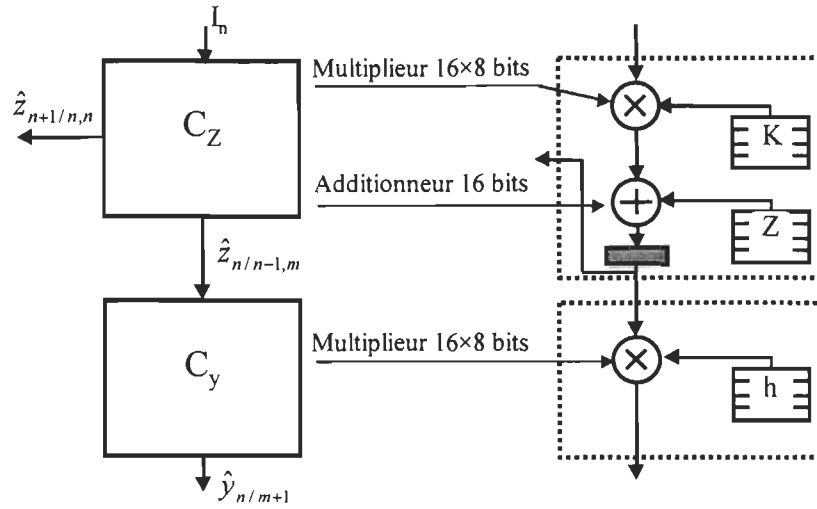 I_n
Multiplieur 16×8 bits
ẑ_{n+1/n,n}
C_Z
K
Additionneur 16 bits
Z
ẑ_{n/n-1,m}
Multiplieur 16×8 bits
C_y
h
ŷ_{n/m+1}